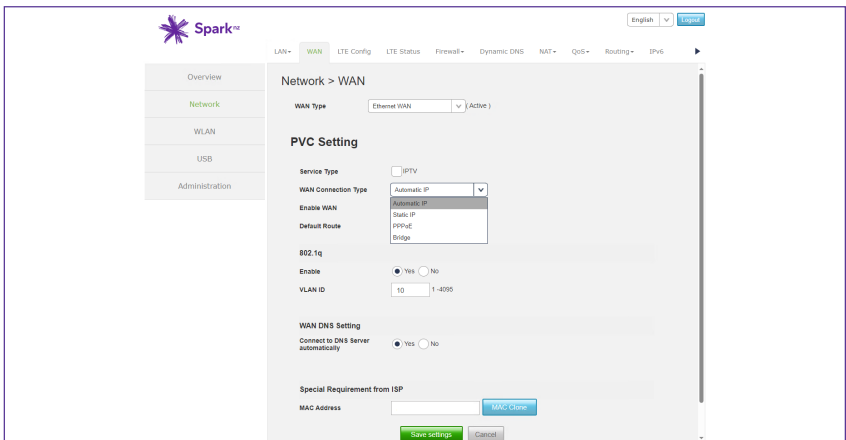 Spark nz
English
Logout
LAN
WAN
LTE Config
LTE Status
Firewall
Dynamic DNS
NAT
QoS
Routing
IPv6
Overview
Network
WLAN
USB
Administration
Network > WAN
WAN Type Ethernet WAN ( Active )
PVC Setting
Service Type IPTV
WAN Connection Type Automatic IP
Automatic IP
Enable WAN
Static IP
Default Route PPPoE
Bridge
802.1q
Enable Yes No
VLAN ID 10 1 -4095
WAN DNS Setting
Connect to DNS Server
automatically Yes No
Special Requirement from ISP
MAC Address MAC Clone
Save settings Cancel